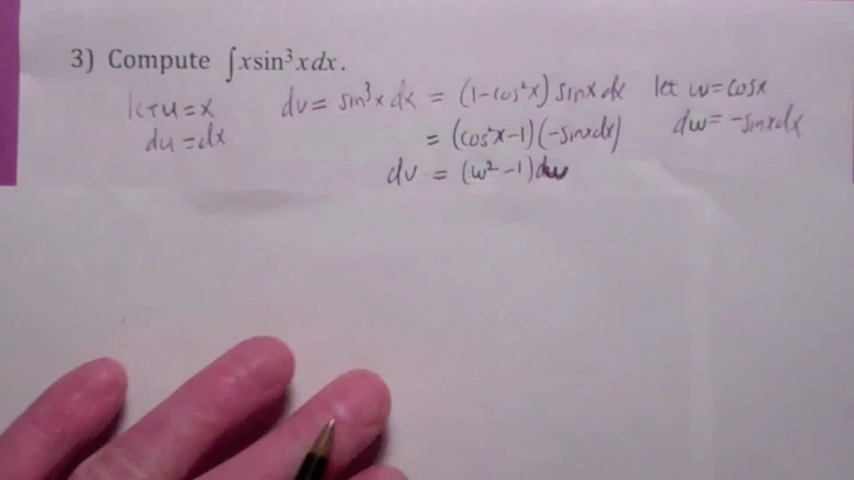 3) Compute ∫xsin³xdx.
let u = x dv = sin³x dx = (1-cos²x) sinx dx let w = cosx
du = dx = (cos²x-1)(-sinxdx) dw = -sinxdx
dv = (w²-1)dw